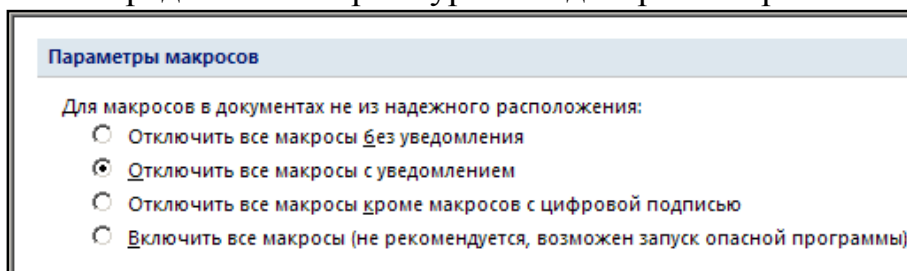 Параметры макросов
Для макросов в документах не из надежного расположения:
Отключить все макросы без уведомления
Отключить все макросы с уведомлением
Отключить все макросы кроме макросов с цифровой подписью
Включить все макросы (не рекомендуется, возможен запуск опасной программы)